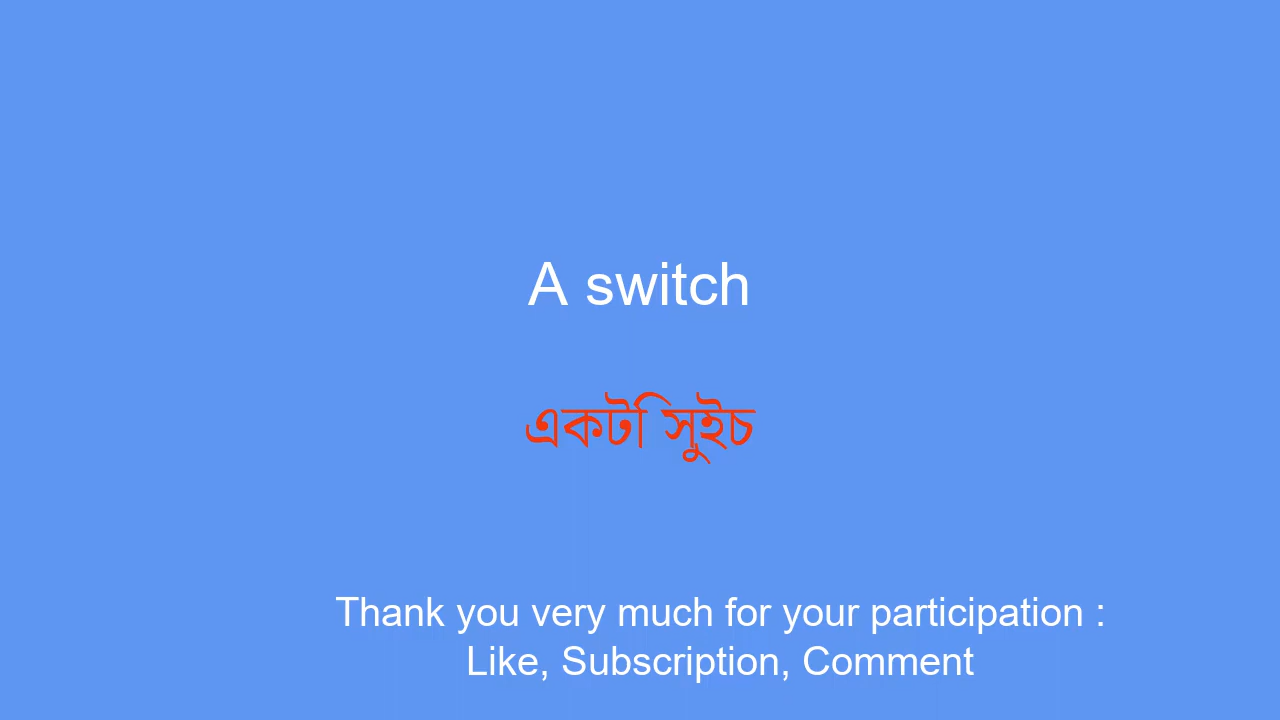 A switch
একটি সুইচ
Thank you very much for your participation :
Like, Subscription, Comment